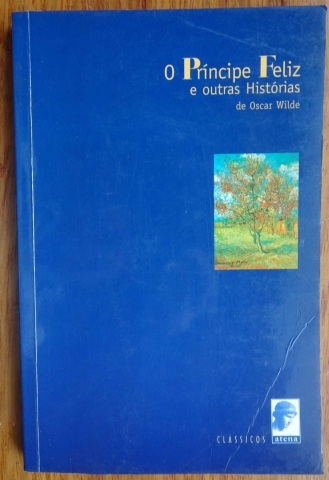 O Príncipe Feliz
e outras Histórias
de Oscar Wilde
CLÁSSICOS atena